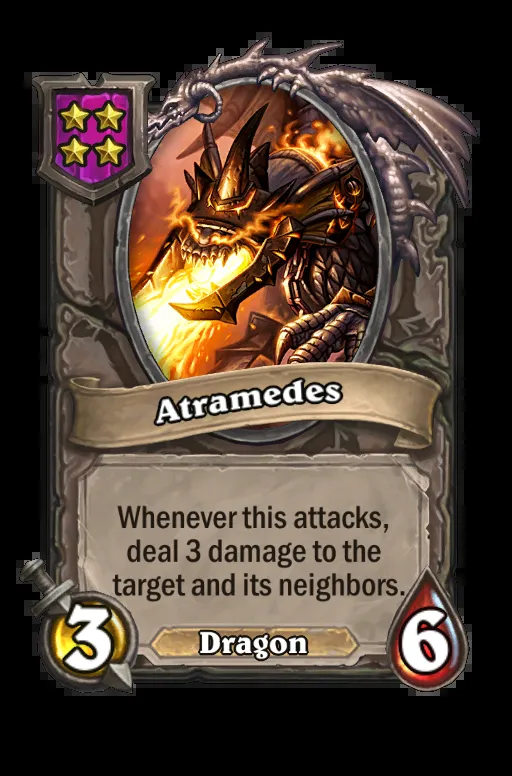 Atramedes
Whenever this attacks,
deal 3 damage to the
target and its neighbors.
3
Dragon
6